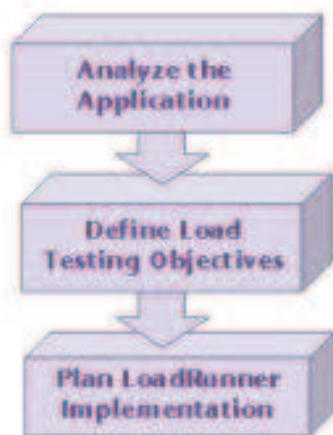 Analyze the
Application
Define Load
Testing Objectives
Plan LoadRunner
Implementation